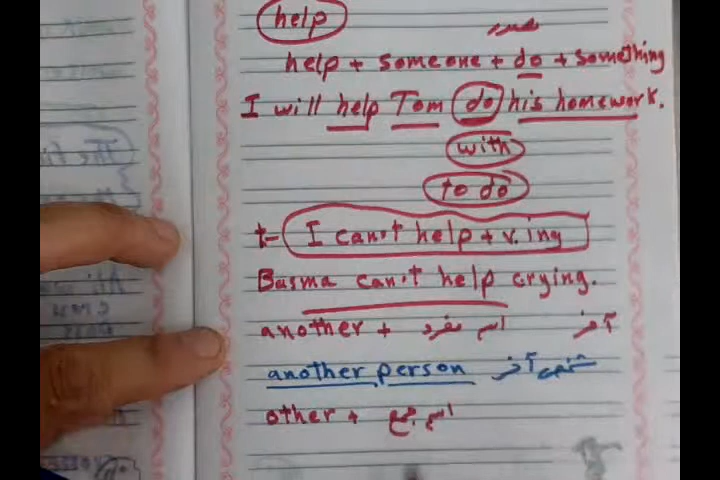 help
مصدر
help + someone + do + something
I will help Tom do his homework.
with
to do
t- I can't help + v. ing
Basma can't help crying.
another + اسم مفرد آخر
another person شخص آخر
other + اسم جمع